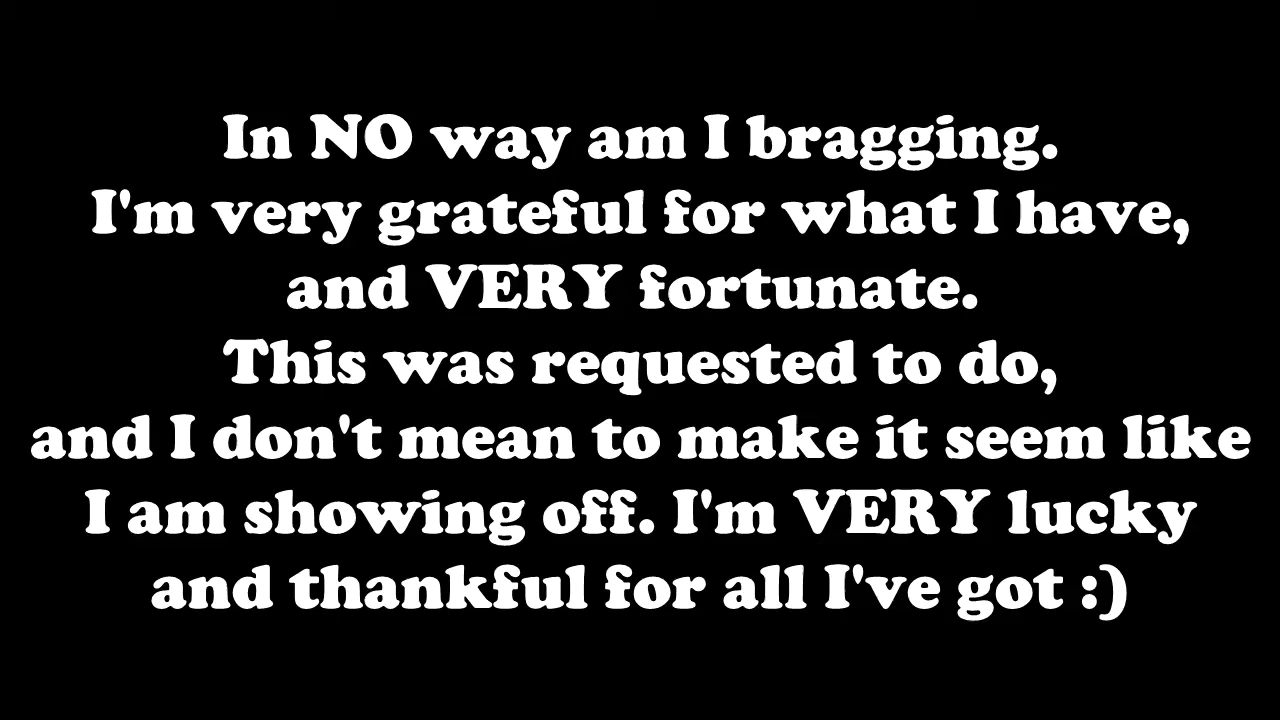 In NO way am I bragging.
I'm very grateful for what I have,
and VERY fortunate.
This was requested to do,
and I don't mean to make it seem like
I am showing off. I'm VERY lucky
and thankful for all I've got :)